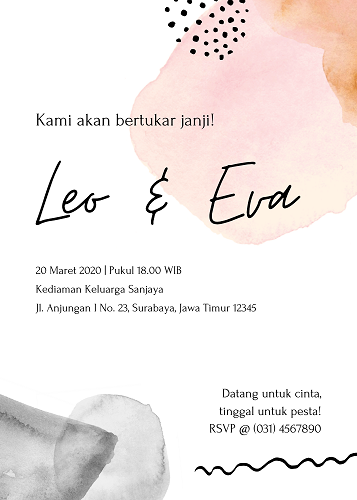 Kami akan bertukar janji!
Leo & Eva
20 Maret 2020 | Pukul 18.00 WIB
Kediaman Keluarga Sanjaya
Jl. Anjungan I No. 23, Surabaya, Jawa Timur 12345
Datang untuk cinta,
tinggal untuk pesta!
RSVP @ (031) 4567890